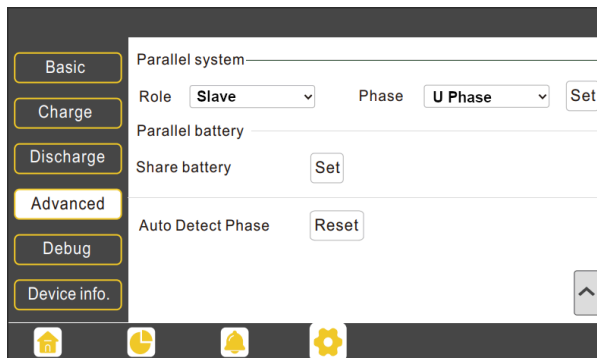 Basic
Charge
Discharge
Advanced
Debug
Device info.
Parallel system
Role Slave Phase U Phase Set
Parallel battery
Share battery Set
Auto Detect Phase Reset